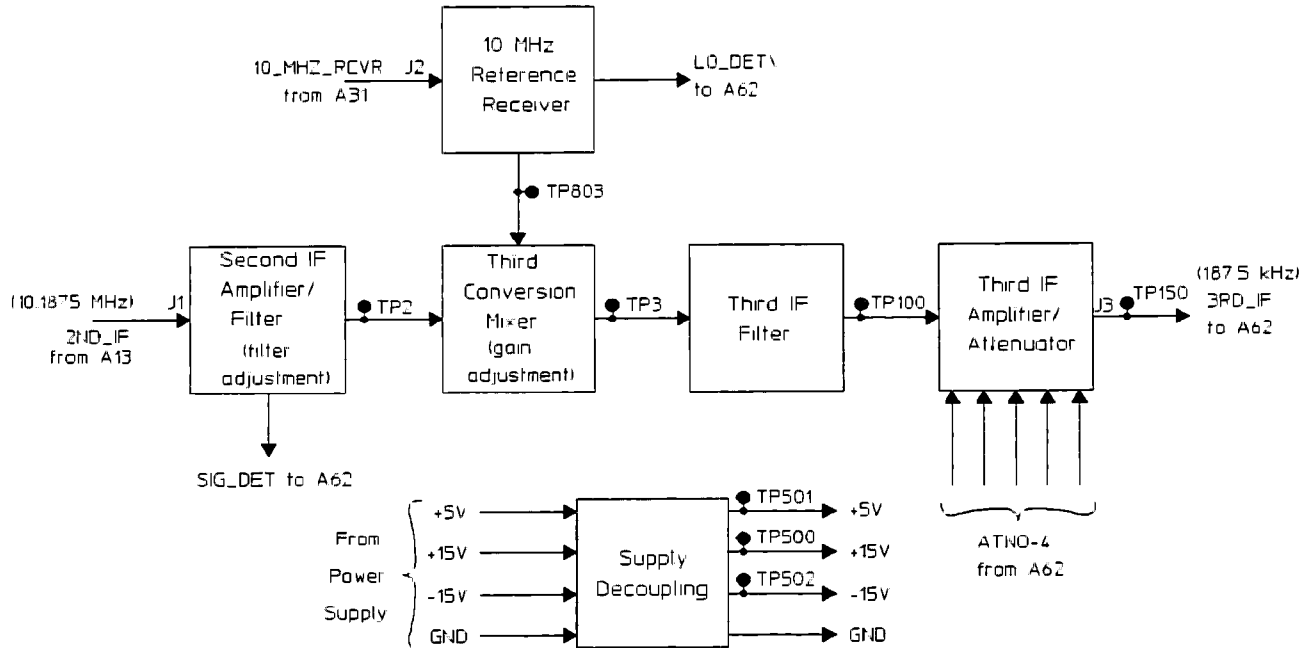 10 MHz
Reference
Receiver
10_MHZ_RCVR J2
from A31
LO_DET\
to A62
TP803
(10.1875 MHz) J1
2ND_IF
from A13
Second IF
Amplifier/
Filter
(filter
adjustment)
TP2
Third
Conversion
Mixer
(gain
adjustment)
TP3
Third IF
Filter
TP100
Third IF
Amplifier/
Attenuator
J3
TP150
(187.5 kHz)
3RD_IF
to A62
SIG_DET to A62
ATN0-4
from A62
From
Power
Supply
+5V
+15V
-15V
GND
Supply
Decoupling
TP501
+5V
TP500
+15V
TP502
-15V
GND